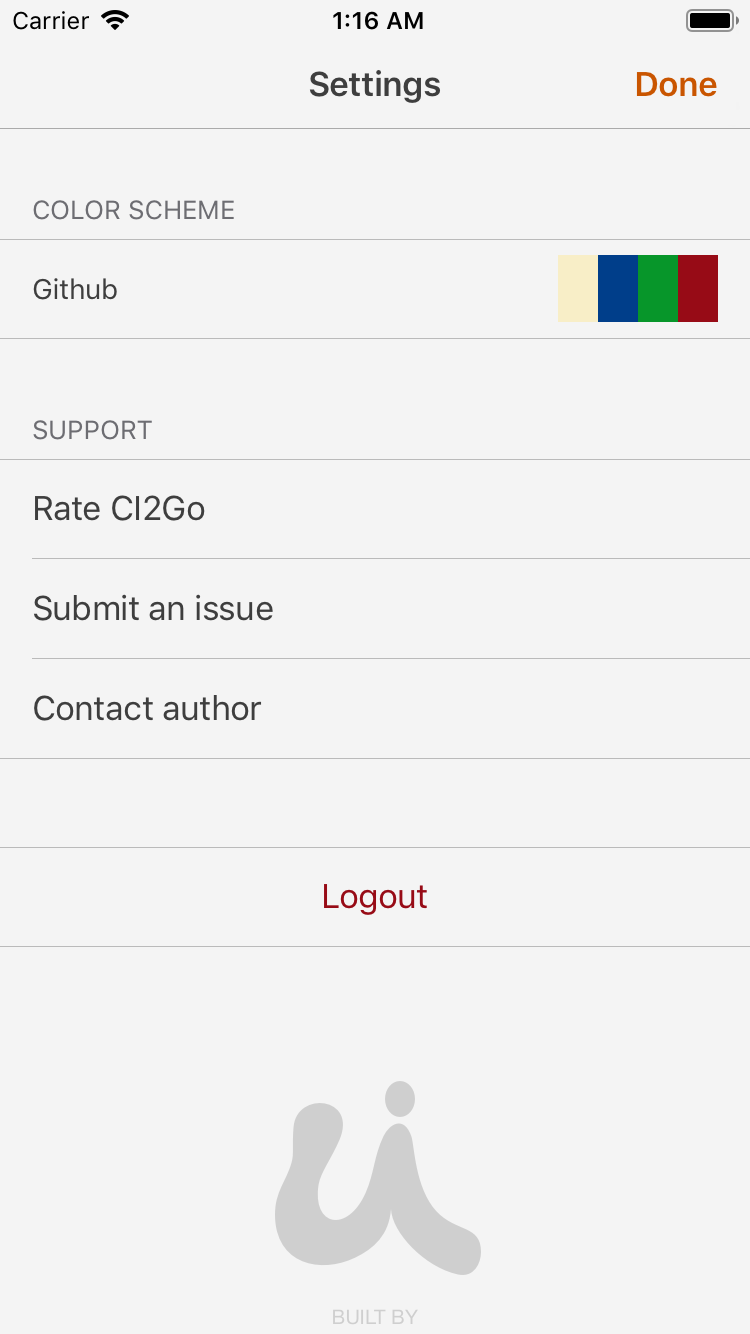 Carrier 1:16 AM
Settings Done
COLOR SCHEME
Github
SUPPORT
Rate CI2Go
Submit an issue
Contact author
Logout
BUILT BY